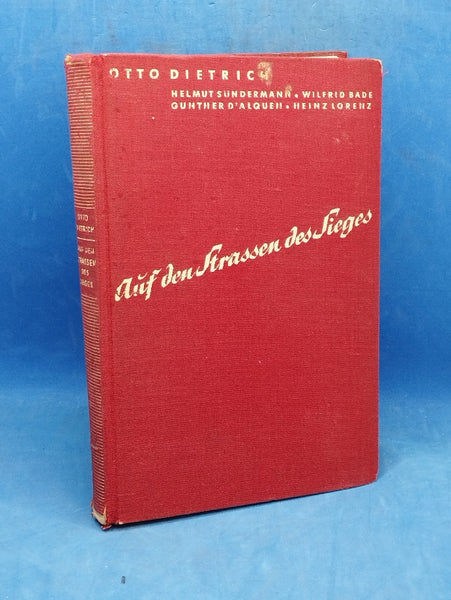 OTTO DIETRICH
HELMUT SÜNDERMANN • WILFRID BADE
GUNTHER D'ALQUEN • HEINZ LORENZ
Auf den Strassen des Sieges
OTTO
DIETRICH
AUF DEN
STRASSEN
DES
SIEGES